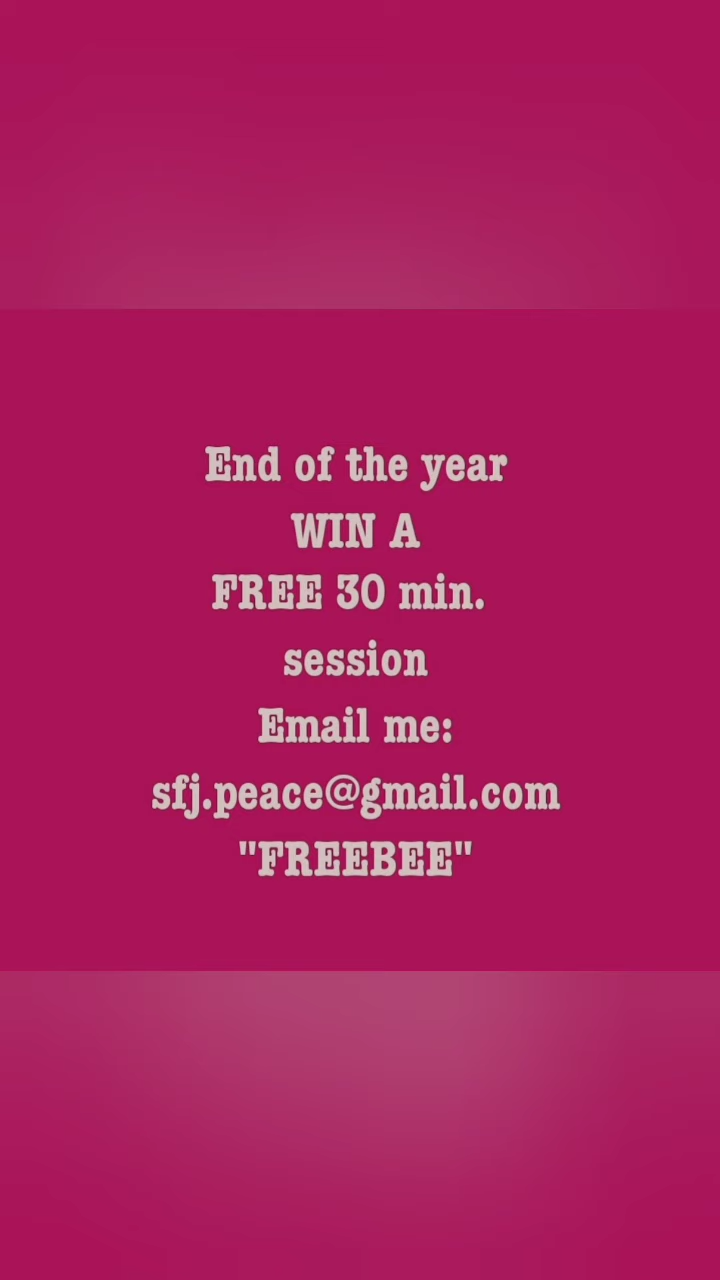 End of the year
WIN A
FREE 30 min.
session
Email me:
sfj.peace@gmail.com
"FREEBEE"